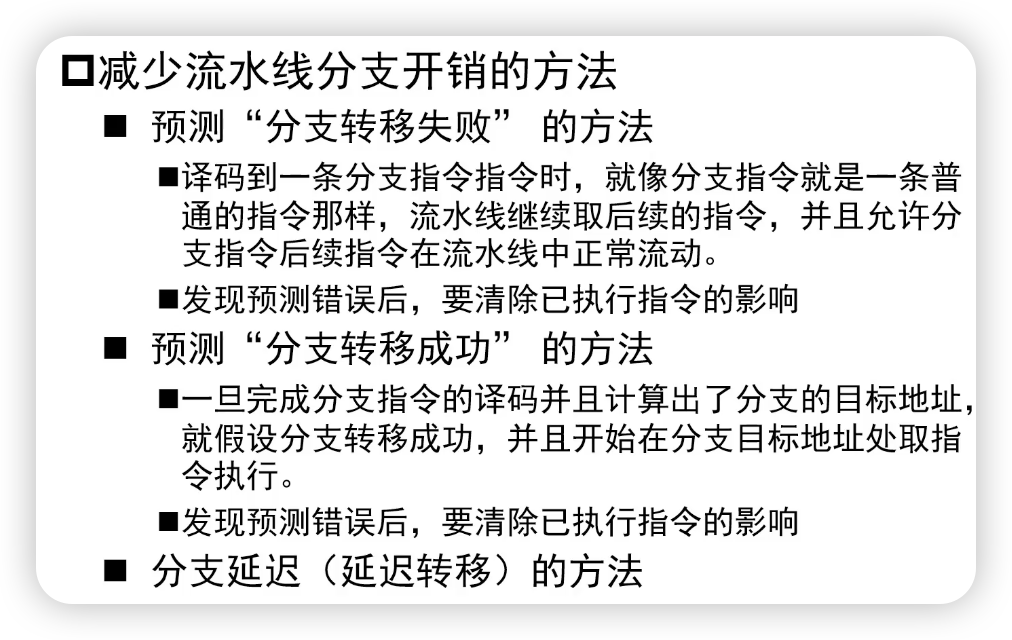 减少流水线分支开销的方法
预测“分支转移失败” 的方法
译码到一条分支指令指令时，就像分支指令就是一条普
通的指令那样，流水线继续取后续的指令，并且允许分
支指令后续指令在流水线中正常流动。
发现预测错误后，要清除已执行指令的影响
预测“分支转移成功” 的方法
一旦完成分支指令的译码并且计算出了分支的目标地址，
就假设分支转移成功，并且开始在分支目标地址处取指
令执行。
发现预测错误后，要清除已执行指令的影响
分支延迟（延迟转移）的方法